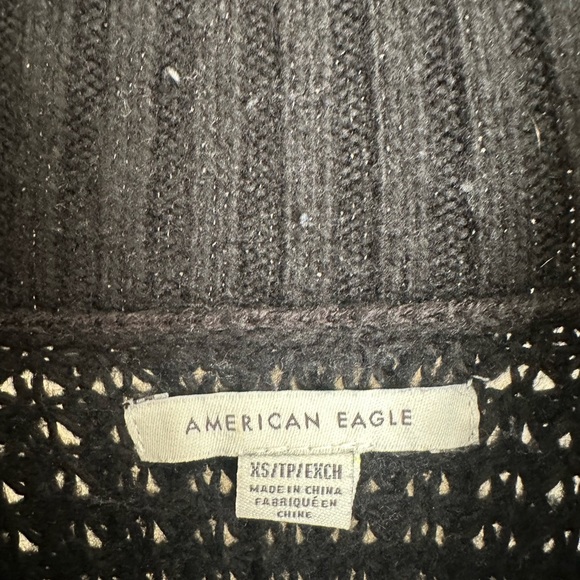 AMERICAN EAGLE
XS/TP/EXCH
MADE IN CHINA
FABRIQUÉ EN
CHINE